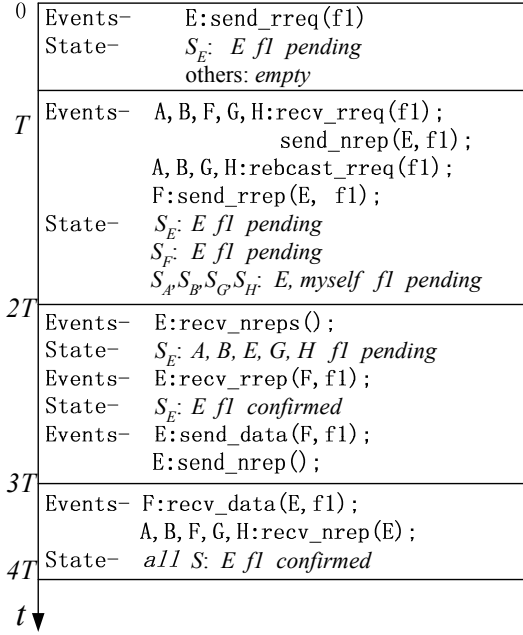 0
Events- E:send_rreq(f1)
State- S_E: E f1 pending
others: empty
T
Events- A,B,F,G,H:recv_rreq(f1);
send_nrep(E,f1);
A,B,G,H:rebcast_rreq(f1);
F:send_rrep(E, f1);
State- S_E: E f1 pending
S_F: E f1 pending
S_A,S_B,S_G,S_H: E, myself f1 pending
2T
Events- E:recv_nreps();
State- S_E: A, B, E, G, H f1 pending
Events- E:recv_rrep(F,f1);
State- S_E: E f1 confirmed
Events- E:send_data(F,f1);
E:send_nrep();
3T
Events- F:recv_data(E,f1);
A,B,F,G,H:recv_nrep(E);
State- all S: E f1 confirmed
4T
t